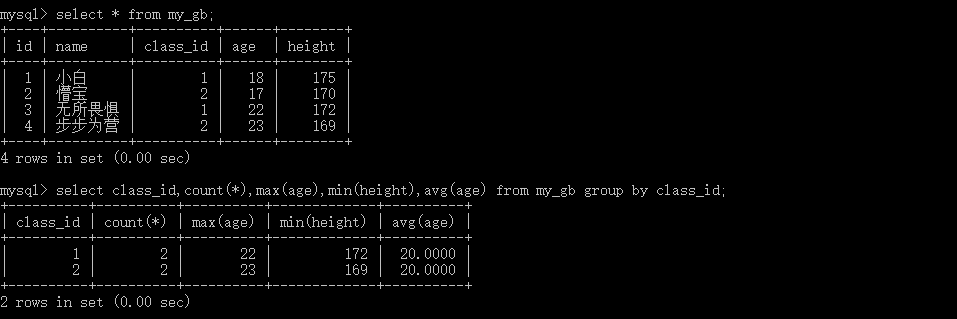 mysql> select * from my_gb;
+----+----------+----------+------+--------+
| id | name     | class_id | age  | height |
+----+----------+----------+------+--------+
|  1 | 小白     |        1 |   18 |    175 |
|  2 | 懵宝     |        2 |   17 |    170 |
|  3 | 无所畏惧 |        1 |   22 |    172 |
|  4 | 步步为营 |        2 |   23 |    169 |
+----+----------+----------+------+--------+
4 rows in set (0.00 sec)
mysql> select class_id,count(*),max(age),min(height),avg(age) from my_gb group by class_id;
+----------+----------+----------+-------------+----------+
| class_id | count(*) | max(age) | min(height) | avg(age) |
+----------+----------+----------+-------------+----------+
|        1 |        2 |       22 |         172 |  20.0000 |
|        2 |        2 |       23 |         169 |  20.0000 |
+----------+----------+----------+-------------+----------+
2 rows in set (0.00 sec)